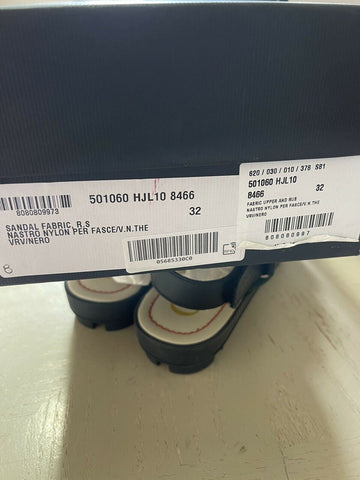 501060 HJL10 8466
8080809973
32
SANDAL FABRIC, R.S
NASTRO NYLON PER FASCE/V.N.THE
VRV/NERO
0568533BC0
620 / 030 / 010 / 378 S81
501060 HJL10
8466
32
FABRIC UPPER AND RUB
NASTRO NYLON PER FASCE/V.N.THE
VRV/NERO